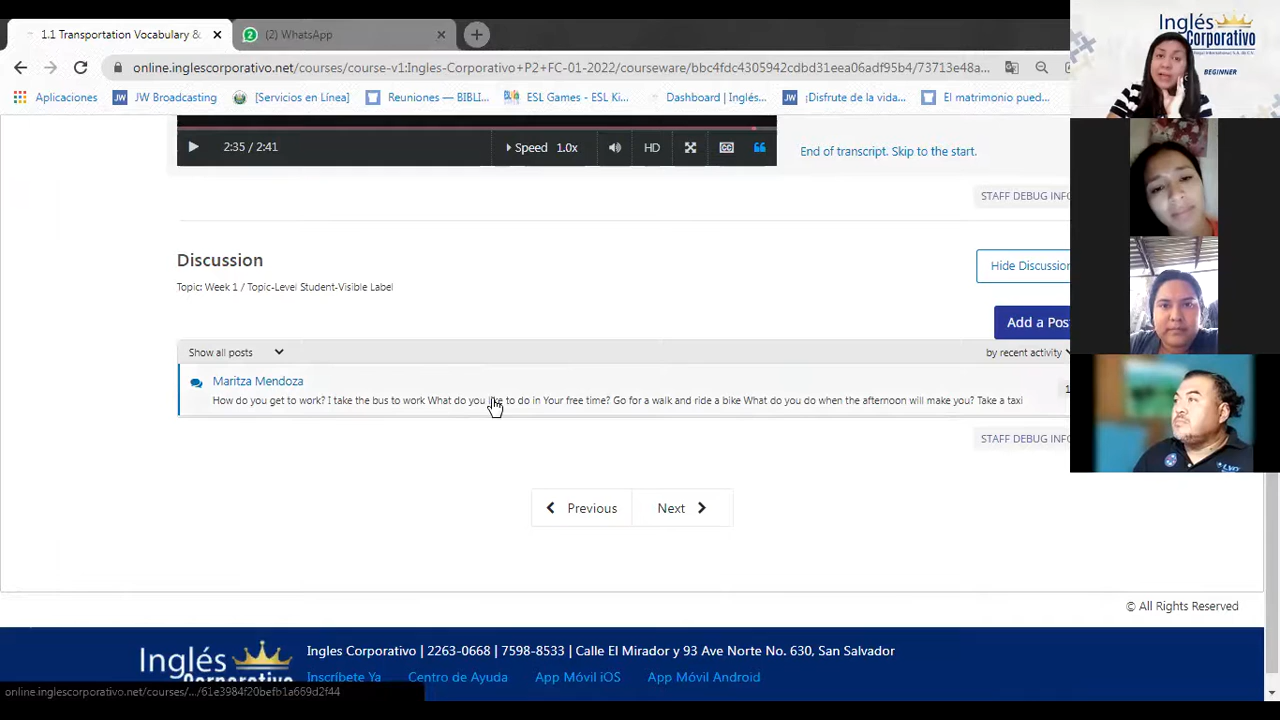 1.1 Transportation Vocabulary &
(2) WhatsApp
online.inglescorporativo.net/courses/course-v1:Ingles-Corporativo+P2+FC-01-2022/courseware/bbc4fdc4305942cdbd31eea06adf95b4/73713e48a...
Aplicaciones
JW Broadcasting
[Servicios en Línea]
Reuniones — BIBLI...
ESL Games - ESL Ki...
Dashboard | Inglés...
¡Disfrute de la vida...
El matrimonio pued...
Inglés
Corporativo
BEGINNER
2:35 / 2:41
Speed 1.0x
HD
End of transcript. Skip to the start.
STAFF DEBUG INFO
Discussion
Hide Discussion
Topic: Week 1 / Topic-Level Student-Visible Label
Add a Pos
Show all posts
by recent activity
Maritza Mendoza
How do you get to work? I take the bus to work What do you like to do in Your free time? Go for a walk and ride a bike What do you do when the afternoon will make you? Take a taxi
STAFF DEBUG INFO
Previous
Next
© All Rights Reserved
Inglés
Ingles Corporativo | 2263-0668 | 7598-8533 | Calle El Mirador y 93 Ave Norte No. 630, San Salvador
Inscríbete Ya
Centro de Ayuda
App Móvil iOS
App Móvil Android
online.inglescorporativo.net/courses/.../61e3984f20befb1a669d2f44